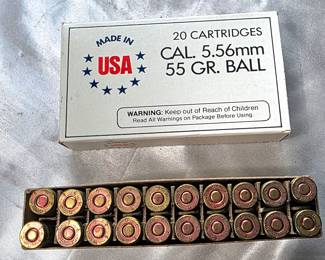 MADE IN
USA
20 CARTRIDGES
CAL. 5.56mm
55 GR. BALL
WARNING: Keep out of Reach of Children
Read All Warnings on Package Before Using.